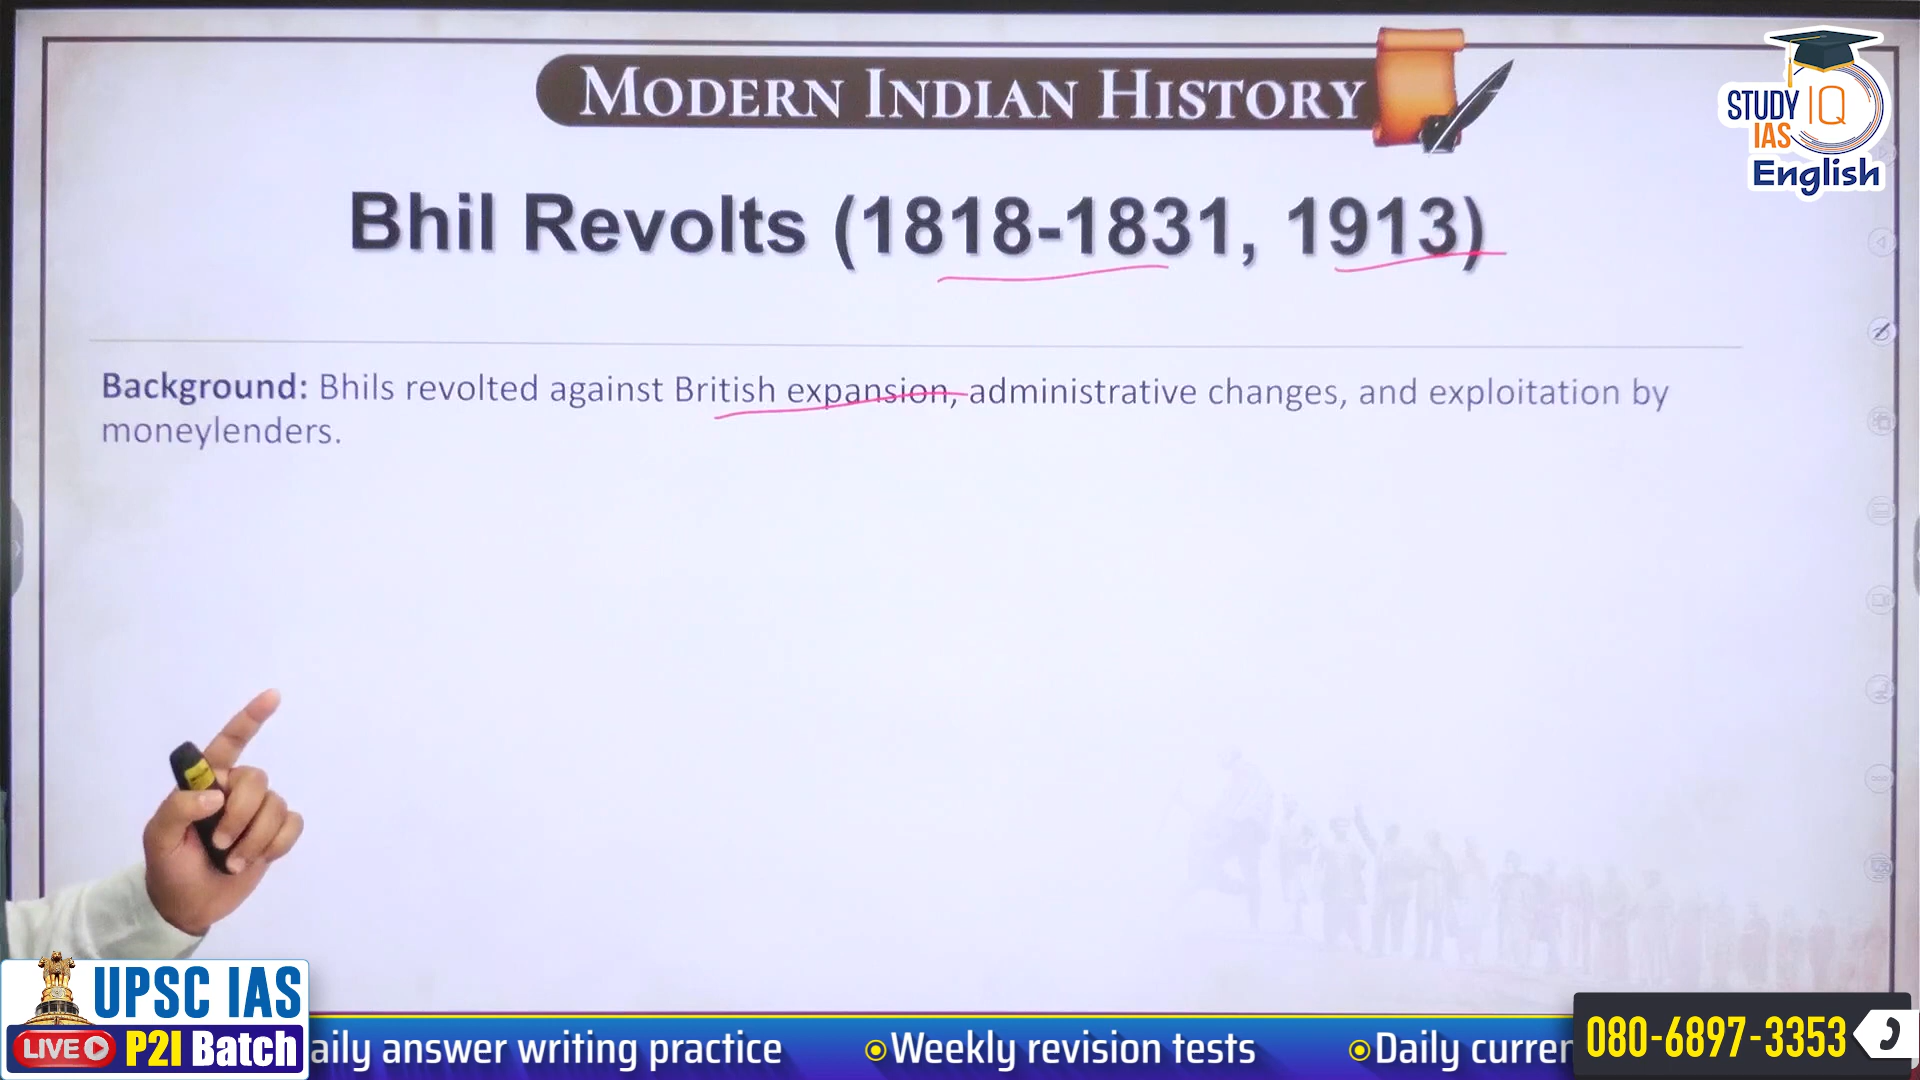 MODERN INDIAN HISTORY
STUDY IQ
IAS
English
Bhil Revolts (1818-1831, 1913)
Background: Bhils revolted against British expansion, administrative changes, and exploitation by
moneylenders.
UPSC IAS
LIVE P2I Batch
aily answer writing practice
Weekly revision tests
Daily curren
080-6897-3353